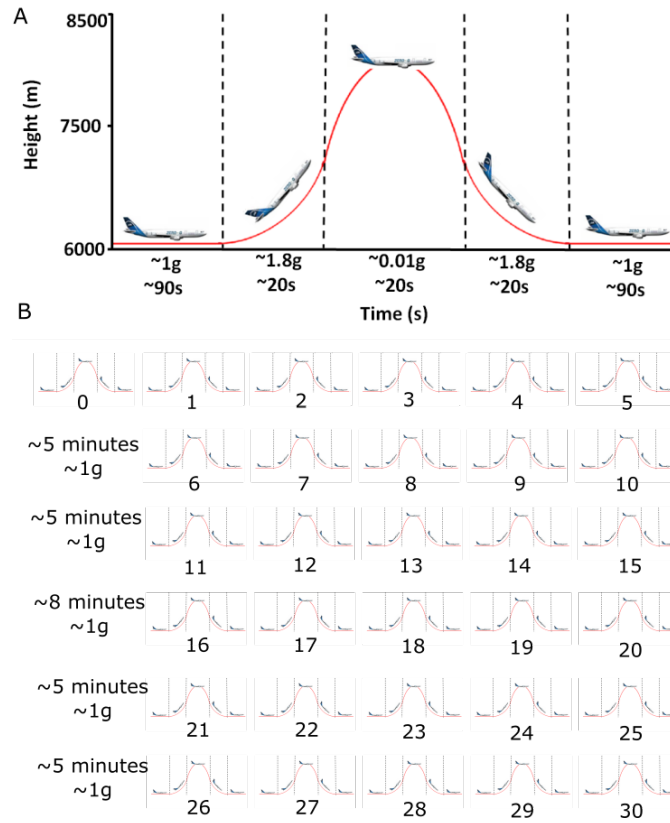 A
8500
7500
6000
Height (m)
~1g ~1.8g ~0.01g ~1.8g ~1g
~90s ~20s ~20s ~20s ~90s
Time (s)
B
0 1 2 3 4 5
~5 minutes
~1g
6 7 8 9 10
~5 minutes
~1g
11 12 13 14 15
~8 minutes
~1g
16 17 18 19 20
~5 minutes
~1g
21 22 23 24 25
~5 minutes
~1g
26 27 28 29 30